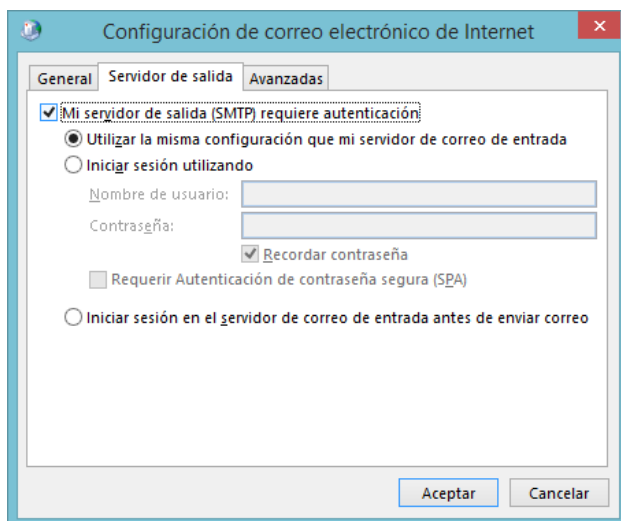 Configuración de correo electrónico de Internet
General Servidor de salida Avanzadas
Mi servidor de salida (SMTP) requiere autenticación
Utilizar la misma configuración que mi servidor de correo de entrada
Iniciar sesión utilizando
Nombre de usuario:
Contraseña:
Recordar contraseña
Requerir Autenticación de contraseña segura (SPA)
Iniciar sesión en el servidor de correo de entrada antes de enviar correo
Aceptar Cancelar